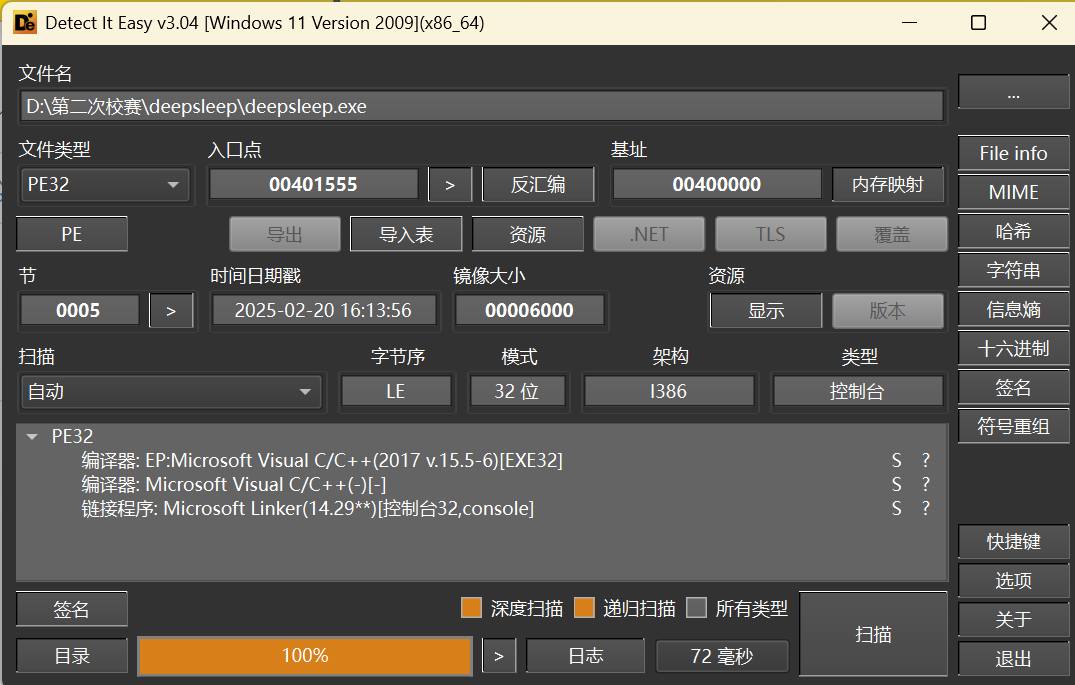 Detect It Easy v3.04 [Windows 11 Version 2009](x86_64)
文件名
D:\第二次校赛\deepsleep\deepsleep.exe
...
文件类型 入口点 基址
PE32 00401555 > 反汇编 00400000 内存映射
File info
MIME
PE 导出 导入表 资源 .NET TLS 覆盖
哈希
节 时间日期戳 镜像大小 资源
字符串
0005 > 2025-02-20 16:13:56 00006000 显示 版本
信息熵
扫描 字节序 模式 架构 类型
十六进制
自动 LE 32 位 I386 控制台
签名
符号重组
PE32
编译器: EP:Microsoft Visual C/C++(2017 v.15.5-6)[EXE32] S ?
编译器: Microsoft Visual C/C++(-)[-] S ?
链接程序: Microsoft Linker(14.29**)[控制台32,console] S ?
快捷键
选项
签名 深度扫描 递归扫描 所有类型 扫描
关于
目录 100% > 日志 72 毫秒
退出